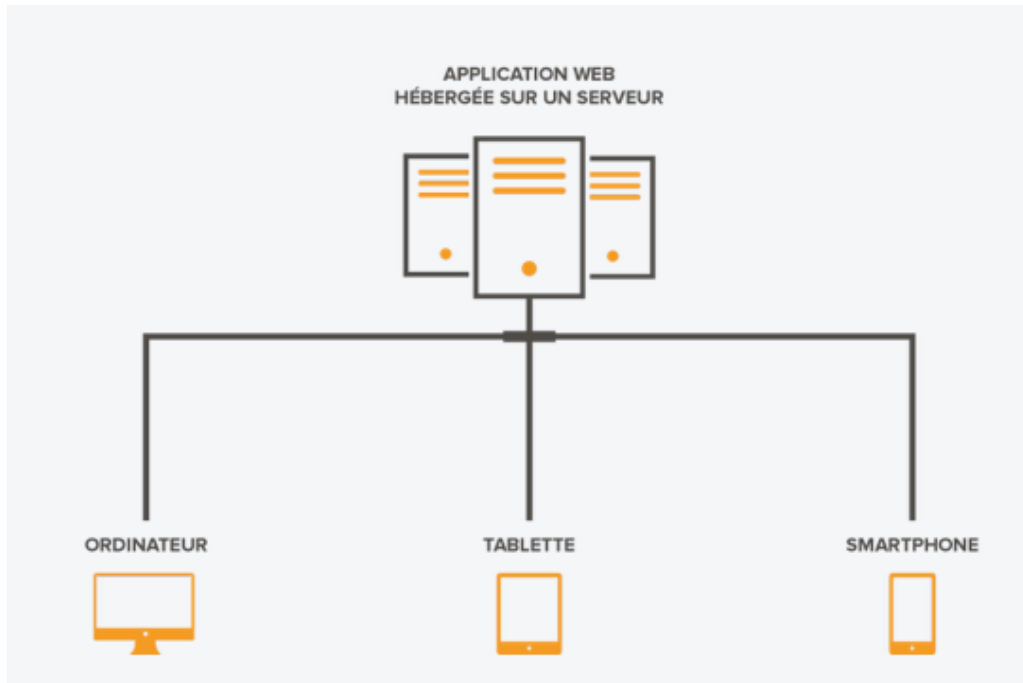 APPLICATION WEB
HÉBERGÉE SUR UN SERVEUR
ORDINATEUR
TABLETTE
SMARTPHONE